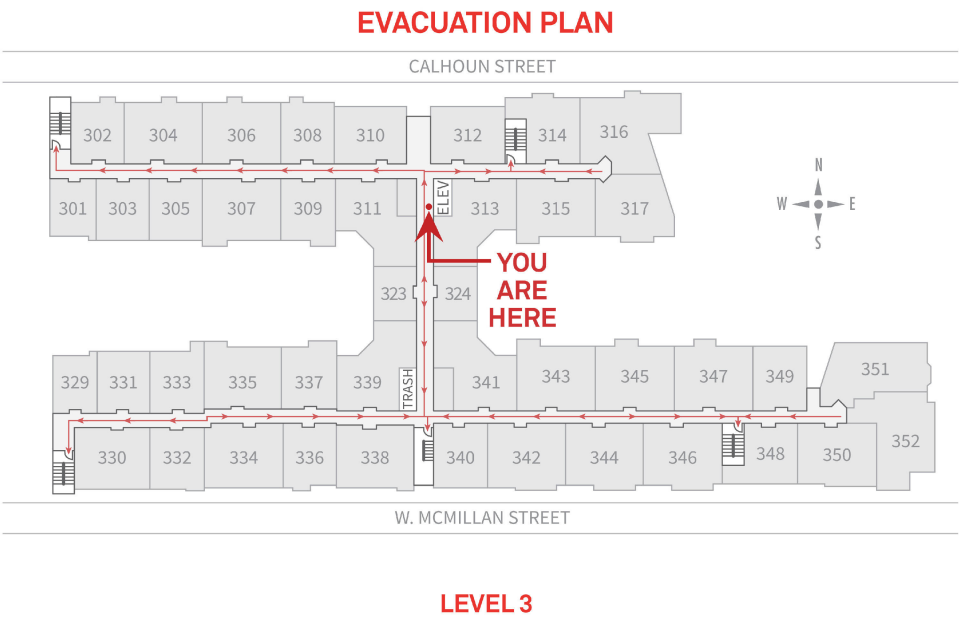 EVACUATION PLAN
CALHOUN STREET
302 304 306 308 310 312 314 316
N
W E
S
301 303 305 307 309 311 ELEV 313 315 317
YOU
ARE
HERE
323 324
329 331 333 335 337 339 TRASH 341 343 345 347 349 351
330 332 334 336 338 340 342 344 346 348 350 352
W. MCMILLAN STREET
LEVEL 3